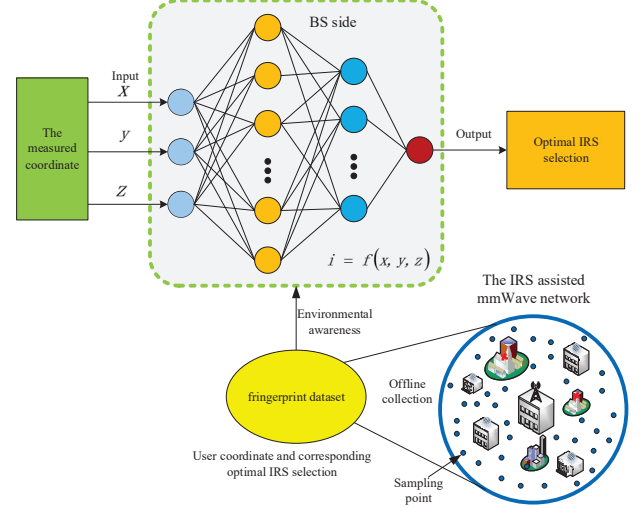 BS side
Input
X
The
measured
coordinate
y
Z
Output
Optimal IRS
selection
i = f(x, y, z)
Environmental
awareness
The IRS assisted
mmWave network
fringerprint dataset
Offline
collection
User coordinate and corresponding
optimal IRS selection
Sampling
point